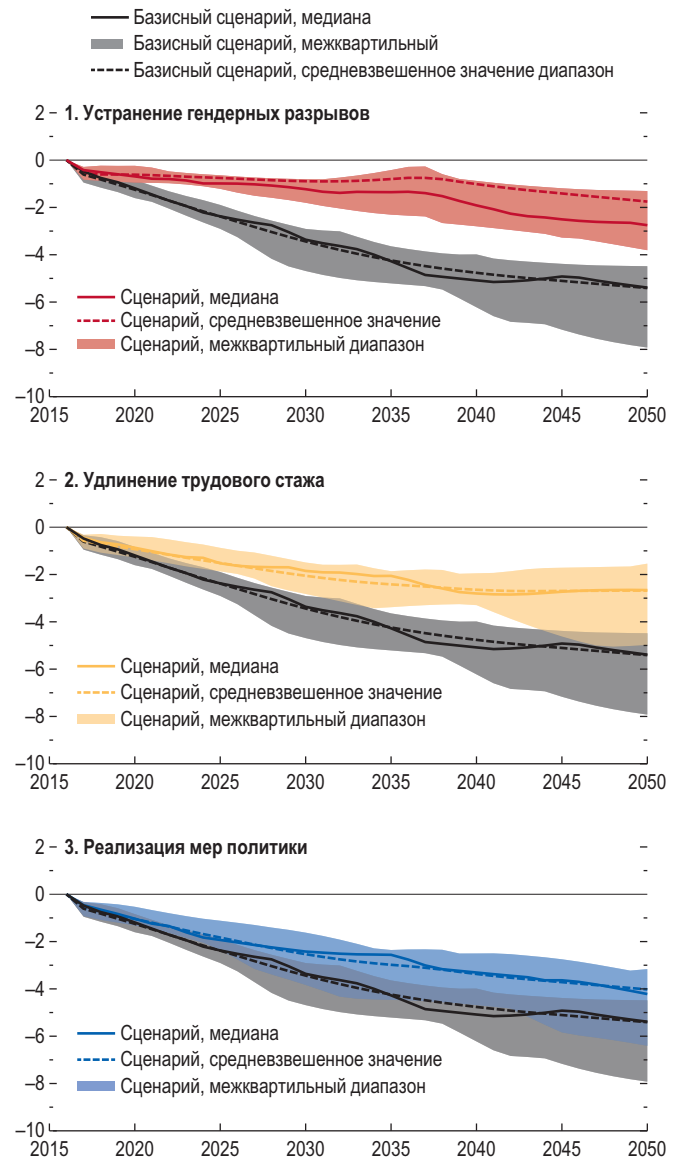 Базисный сценарий, медиана
Базисный сценарий, межквартильный
Базисный сценарий, средневзвешенное значение диапазон
1. Устранение гендерных разрывов
2
0
–2
–4
–6
–8
–10
Сценарий, медиана
Сценарий, средневзвешенное значение
Сценарий, межквартильный диапазон
2015 2020 2025 2030 2035 2040 2045 2050
2. Удлинение трудового стажа
2
0
–2
–4
–6
–8
–10
Сценарий, медиана
Сценарий, средневзвешенное значение
Сценарий, межквартильный диапазон
2015 2020 2025 2030 2035 2040 2045 2050
3. Реализация мер политики
2
0
–2
–4
–6
–8
–10
Сценарий, медиана
Сценарий, средневзвешенное значение
Сценарий, межквартильный диапазон
2015 2020 2025 2030 2035 2040 2045 2050